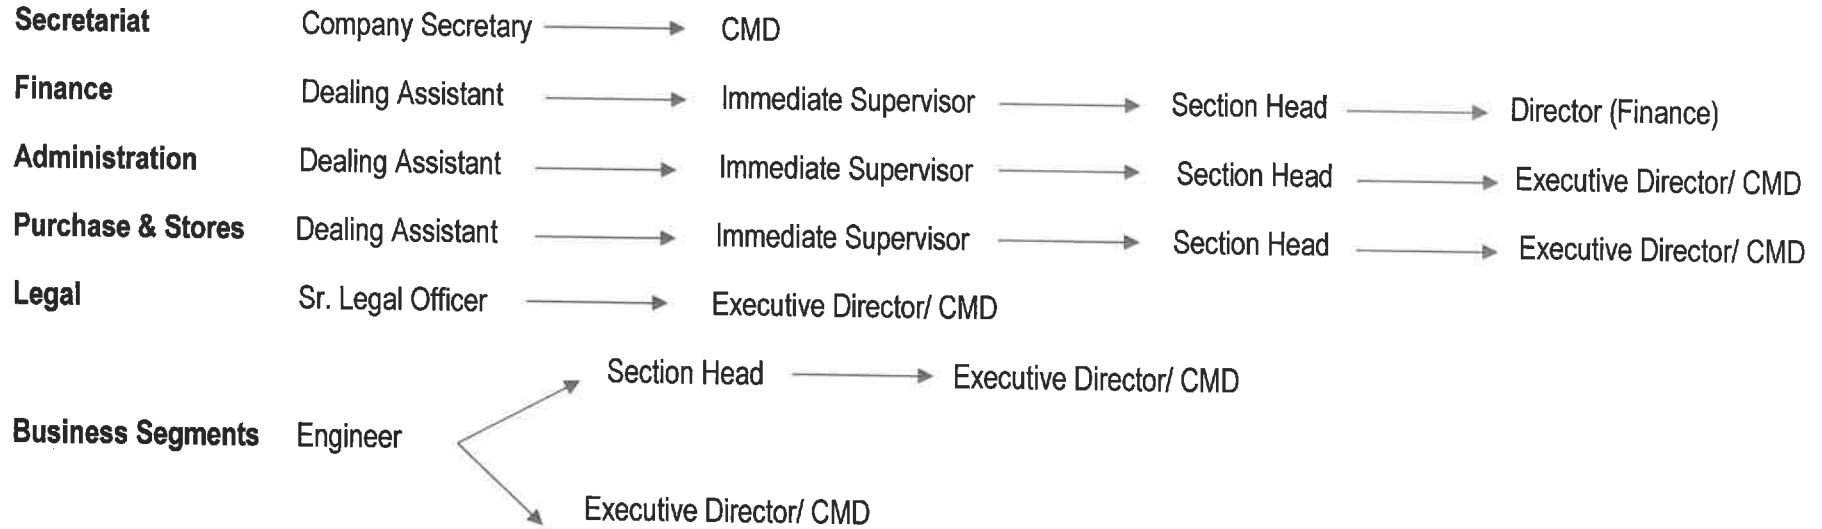 Secretariat Company Secretary CMD
Finance Dealing Assistant Immediate Supervisor Section Head Director (Finance)
Administration Dealing Assistant Immediate Supervisor Section Head Executive Director/ CMD
Purchase & Stores Dealing Assistant Immediate Supervisor Section Head Executive Director/ CMD
Legal Sr. Legal Officer Executive Director/ CMD
Section Head Executive Director/ CMD
Business Segments Engineer
Executive Director/ CMD